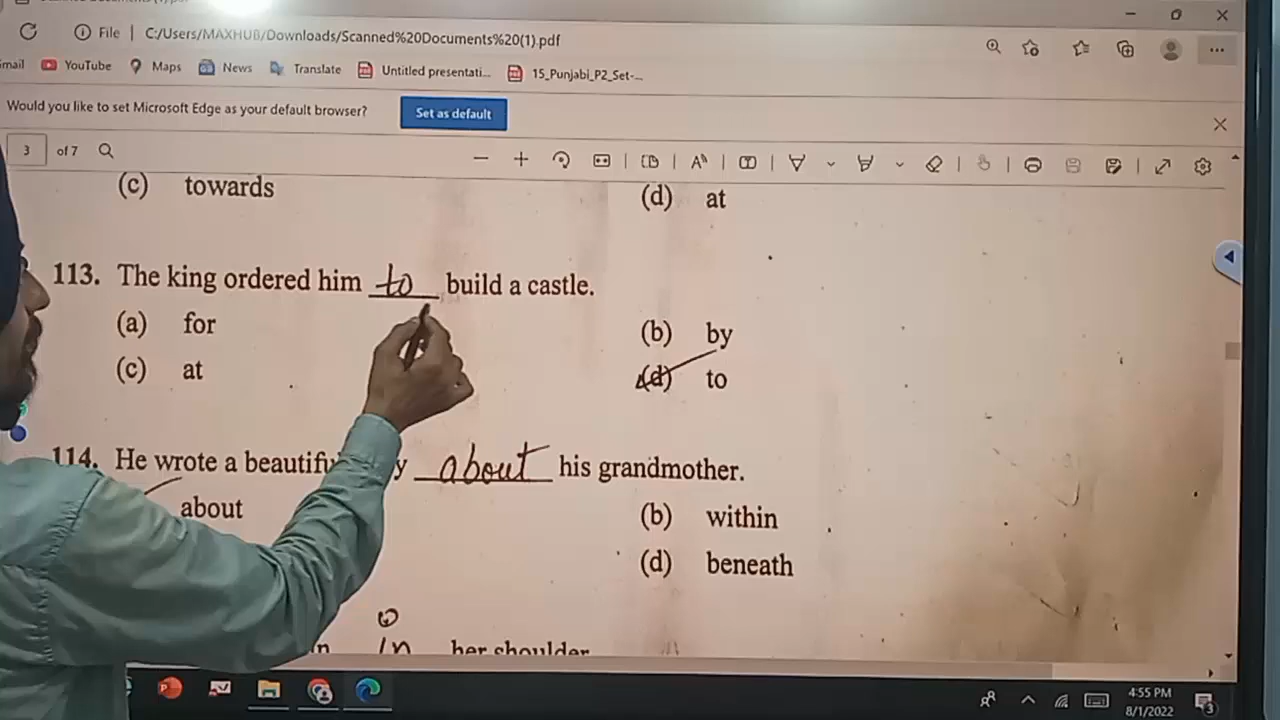 File | C:/Users/MAXHUB/Downloads/Scanned%20Documents%20(1).pdf
YouTube Maps News Translate Untitled presentati... 15_Punjabi_P2_Set-...
Would you like to set Microsoft Edge as your default browser? Set as default
3 of 7
(c) towards (d) at
113. The king ordered him to build a castle.
(a) for (b) by
(c) at (d) to
114. He wrote a beautifu y about his grandmother.
about (b) within
(d) beneath
in her shoulder
4:55 PM
8/1/2022